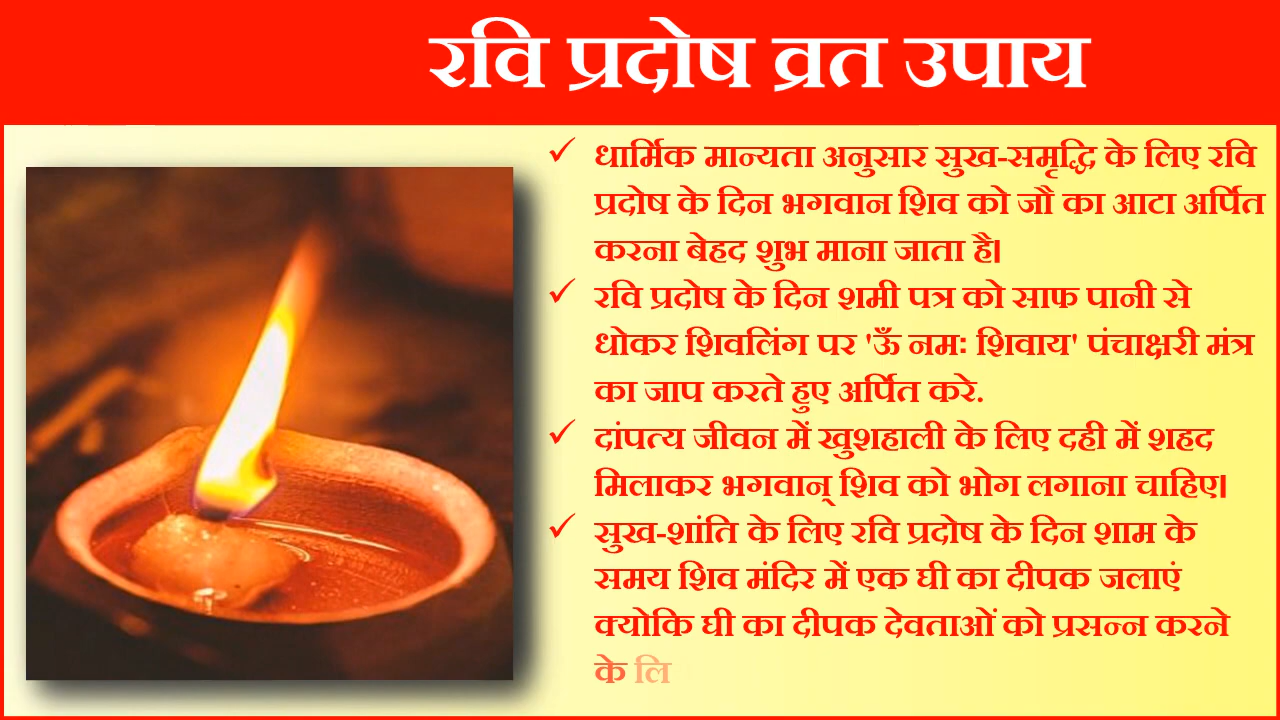 रवि प्रदोष व्रत उपाय
धार्मिक मान्यता अनुसार सुख-समृद्धि के लिए रवि
प्रदोष के दिन भगवान शिव को जौ का आटा अर्पित
करना बेहद शुभ माना जाता है।
रवि प्रदोष के दिन शमी पत्र को साफ पानी से
धोकर शिवलिंग पर 'ऊँ नमः शिवाय' पंचाक्षरी मंत्र
का जाप करते हुए अर्पित करे.
दांपत्य जीवन में खुशहाली के लिए दही में शहद
मिलाकर भगवान् शिव को भोग लगाना चाहिए।
सुख-शांति के लिए रवि प्रदोष के दिन शाम के
समय शिव मंदिर में एक घी का दीपक जलाएं
क्योकि घी का दीपक देवताओं को प्रसन्न करने
के लि